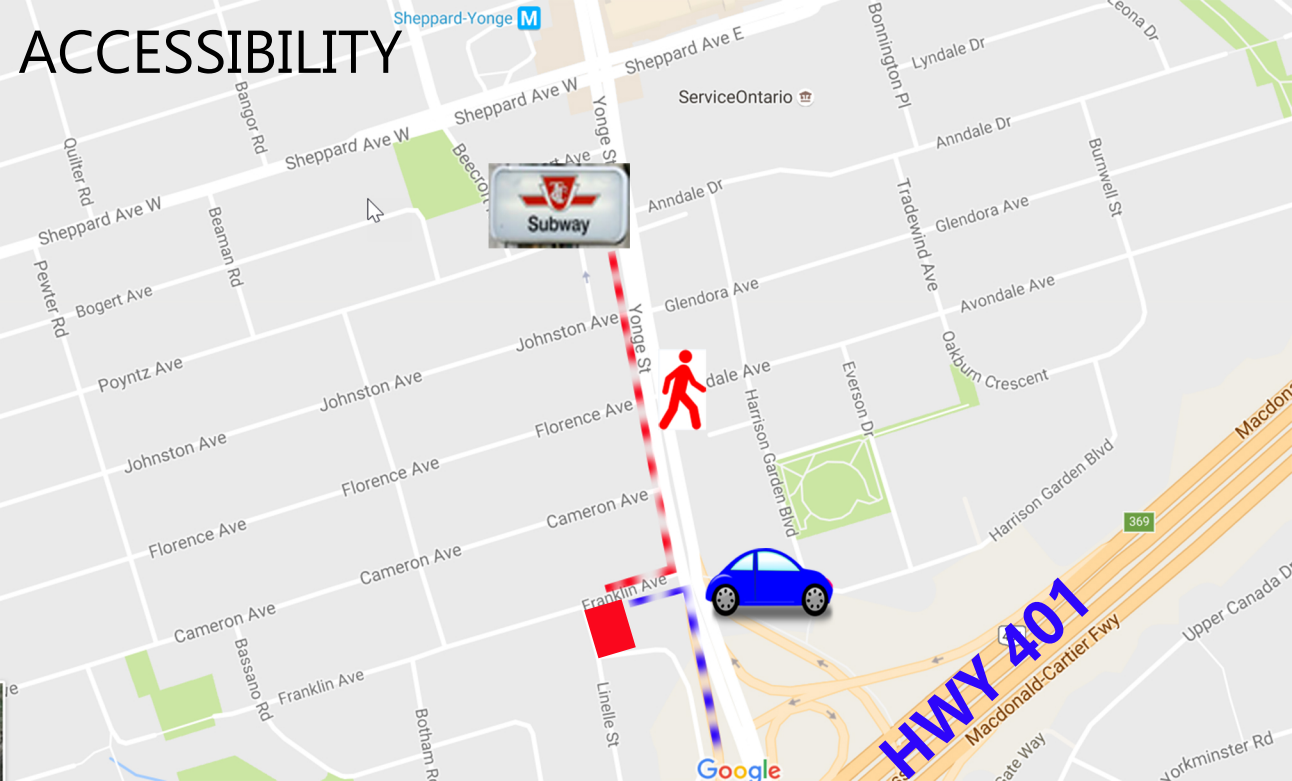 ACCESSIBILITY
Sheppard-Yonge M
Sheppard Ave E
Bonnington Pl
Leona Dr
Lyndale Dr
Bangor Rd
Sheppard Ave W
ServiceOntario
Yonge St
Anndale Dr
Quilter Rd
Sheppard Ave W
Burnwell St
Sheppard Ave W
Subway
Anndale Dr
Tradewind Ave
Beaman Rd
Glendora Ave
Pewter Rd
Bogert Ave
Glendora Ave
Avondale Ave
Johnston Ave
Yonge St
Poyntz Ave
Johnston Ave
dale Ave
Everson Dr
Oakburn Crescent
Florence Ave
Harrison Garden Blvd
Johnston Ave
Florence Ave
Cameron Ave
Harrison Garden Blvd
369
Florence Ave
Cameron Ave
Franklin Ave
Cameron Ave
HWY 401
Macdonald-Cartier Fwy
Upper Canada Dr
Bassano Rd
Franklin Ave
Linelle St
Botham R
Google
gate Way
Yorkminster Rd